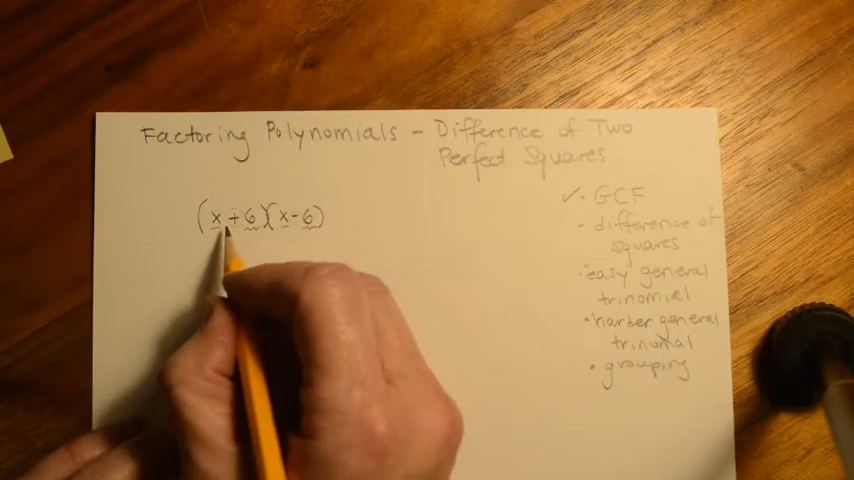 Factoring Polynomials - Difference of Two
Perfect Squares
(x+6)(x-6)
✓ • GCF
• difference of
squares
• easy general
trinomial
• harder general
trinomal
• grouping